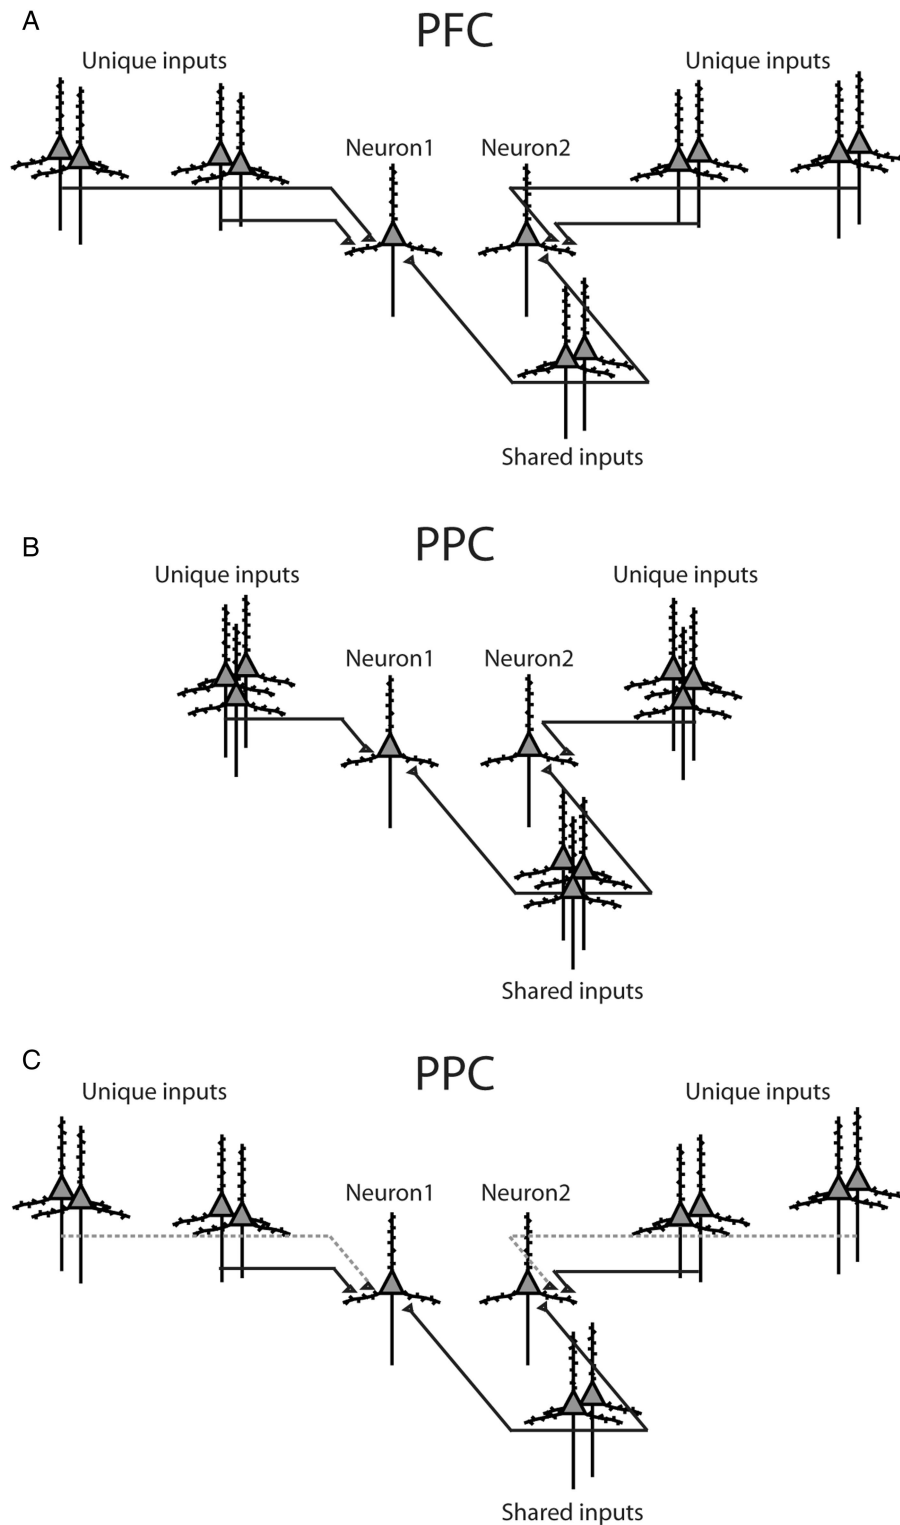 A
PFC
Unique inputs
Unique inputs
Neuron1
Neuron2
Shared inputs
B
PPC
Unique inputs
Unique inputs
Neuron1
Neuron2
Shared inputs
C
PPC
Unique inputs
Unique inputs
Neuron1
Neuron2
Shared inputs